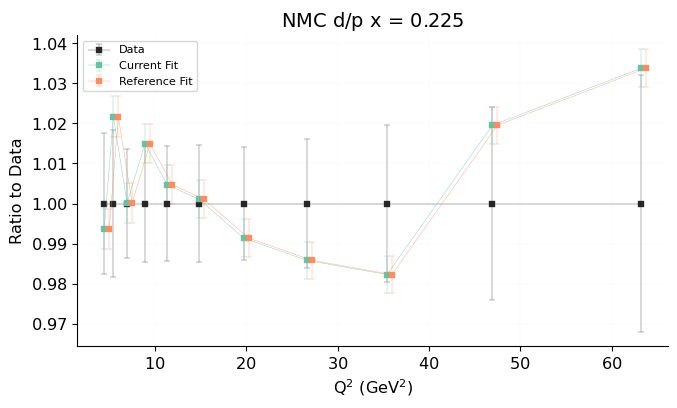 NMC d/p x = 0.225
Data
Current Fit
Reference Fit
Ratio to Data
1.04
1.03
1.02
1.01
1.00
0.99
0.98
0.97
10 20 30 40 50 60
Q² (GeV²)